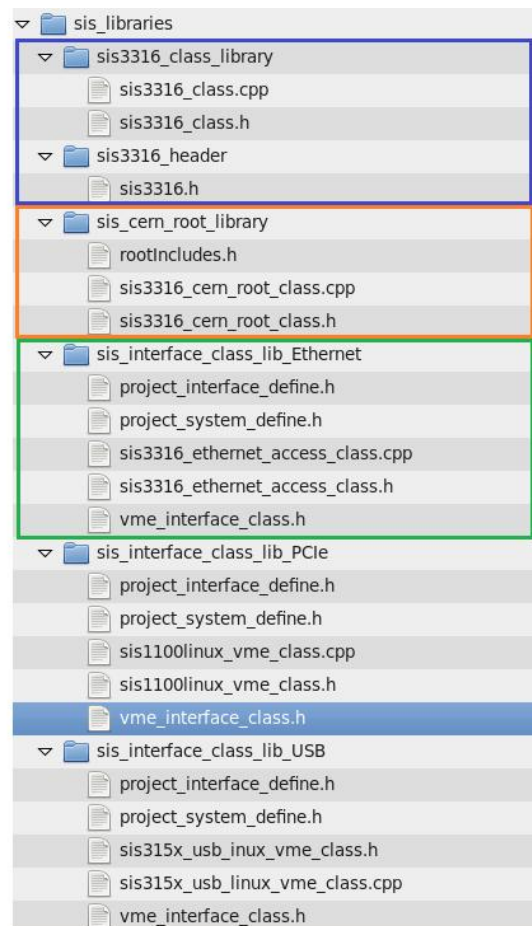 sis_libraries
sis3316_class_library
sis3316_class.cpp
sis3316_class.h
sis3316_header
sis3316.h
sis_cern_root_library
rootIncludes.h
sis3316_cern_root_class.cpp
sis3316_cern_root_class.h
sis_interface_class_lib_Ethernet
project_interface_define.h
project_system_define.h
sis3316_ethernet_access_class.cpp
sis3316_ethernet_access_class.h
vme_interface_class.h
sis_interface_class_lib_PCIe
project_interface_define.h
project_system_define.h
sis1100linux_vme_class.cpp
sis1100linux_vme_class.h
vme_interface_class.h
sis_interface_class_lib_USB
project_interface_define.h
project_system_define.h
sis315x_usb_inux_vme_class.h
sis315x_usb_linux_vme_class.cpp
vme_interface_class.h